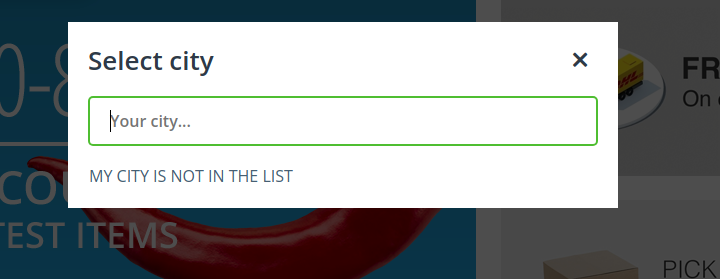 Select city
Your city...
MY CITY IS NOT IN THE LIST
0-8
COU
TEST ITEMS
FR
On
PICK